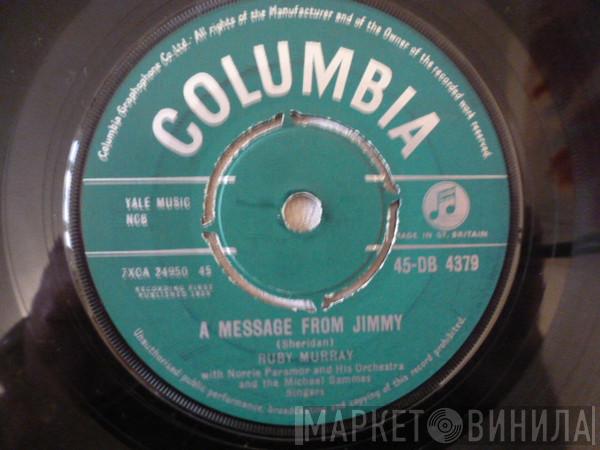 (Columbia Graphophone Co. Ltd. - All rights of the Manufacturer and of the Owner of the recorded work reserved.
COLUMBIA
YALE MUSIC
NCB
MADE IN GT. BRITAIN
7XCA 24950 45
45-DB 4379
RECORDING FIRST
PUBLISHED
A MESSAGE FROM JIMMY
(Sheridan)
RUBY MURRAY
with Norrie Paramor and His Orchestra
and the Michael Sammes
Singers
Unauthorised public performance, broadcasting and copying of this record prohibited.
МАРКЕТ ВИНИЛА